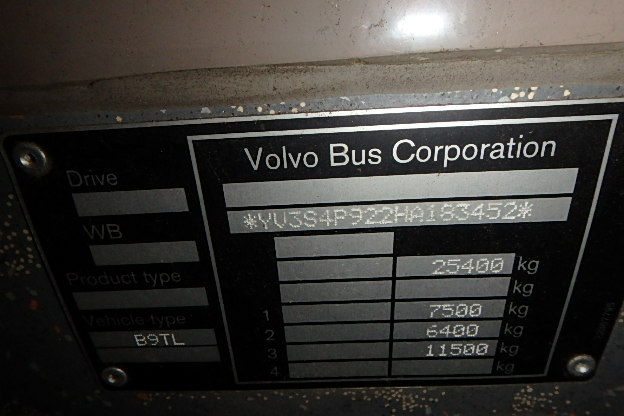 Volvo Bus Corporation
Drive
*YV3S4P922HA183452*
WB
25400 kg
Product type
kg
1 7500 kg
Vehicle type
B9TL
2 6400 kg
3 11500 kg
4 kg